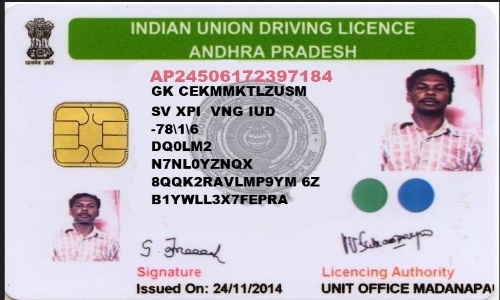 INDIAN UNION DRIVING LICENCE
ANDHRA PRADESH
AP24506172397184
GK CEKMMKTLZUSM
SV XPI VNG IUD
-78\1\6
DQ0LM2
N7NL0YZNQX
8QQK2RAVLMP9YM 6Z
B1YWLL3X7FEPRA
Signature
Licencing Authority
Issued On: 24/11/2014
UNIT OFFICE MADANAPA